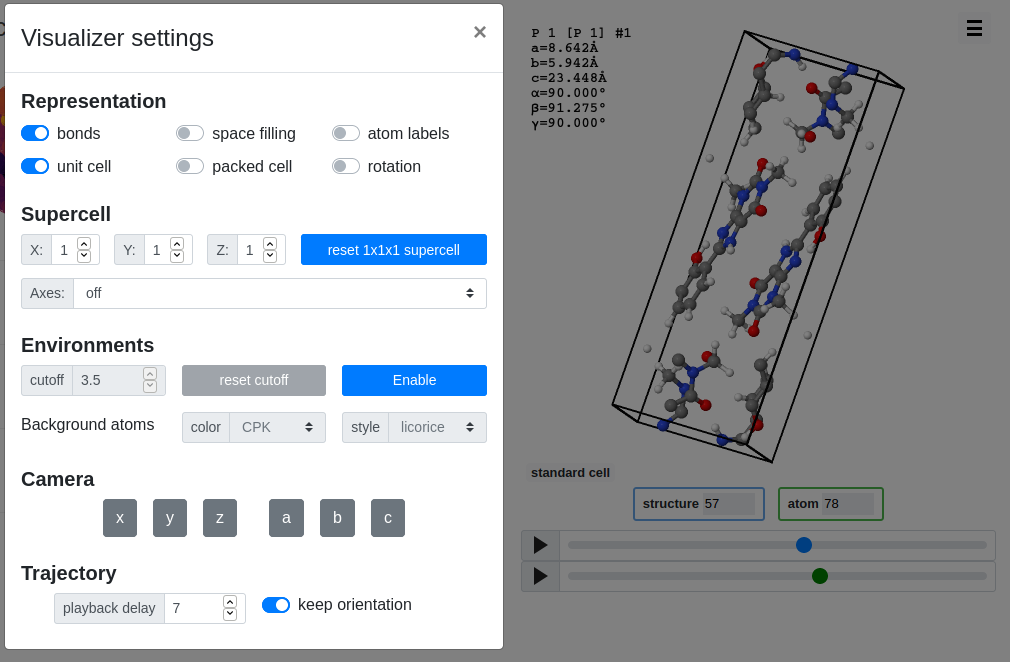 Visualizer settings
×
Representation
bonds space filling atom labels
unit cell packed cell rotation
Supercell
X: 1 Y: 1 Z: 1 reset 1x1x1 supercell
Axes: off
Environments
cutoff 3.5 reset cutoff Enable
Background atoms color CPK style licorice
Camera
x y z a b c
Trajectory
playback delay 7 keep orientation
P 1 [P 1] #1
a=8.642Å
b=5.942Å
c=23.448Å
α=90.000°
β=91.275°
γ=90.000°
standard cell
structure 57 atom 78